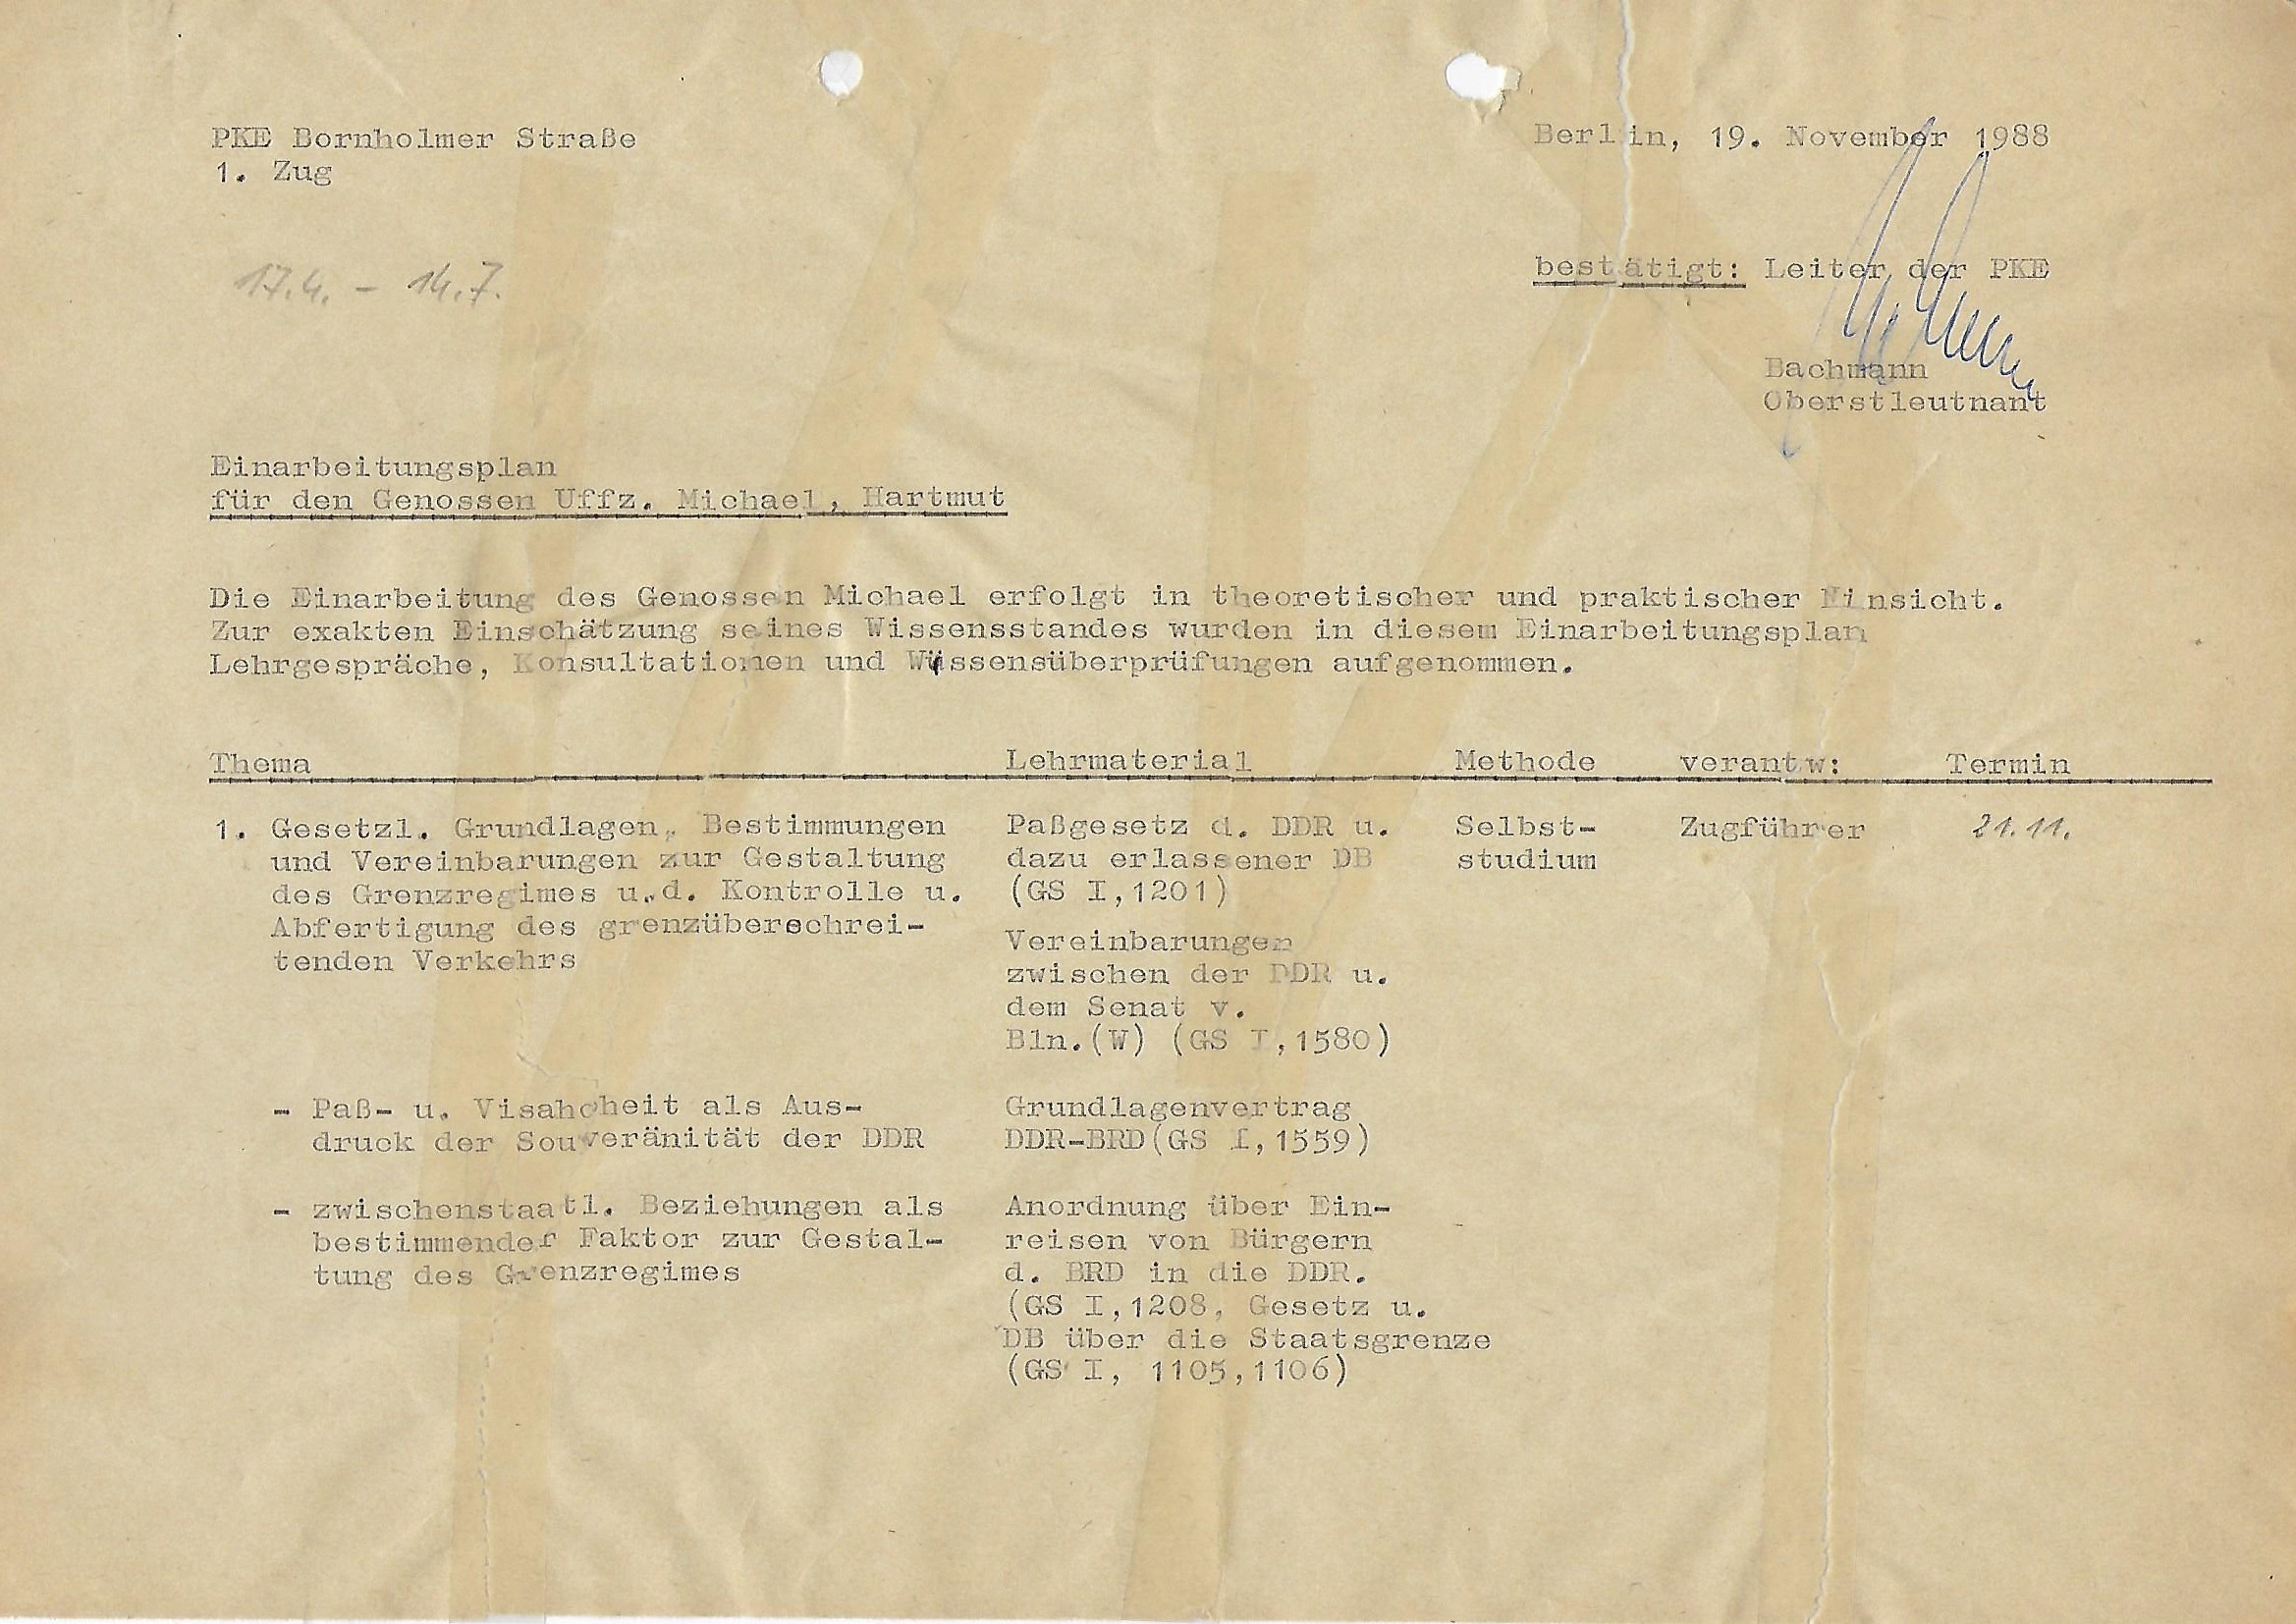 PKE Bornholmer Straße
1. Zug
Berlin, 19. November 1988
17.4. - 14.7.
bestätigt: Leiter der PKE
Bachmann
Oberstleutnant
Einarbeitungsplan
für den Genossen Uffz. Michael, Hartmut
Die Einarbeitung des Genossen Michael erfolgt in theoretischer und praktischer Hinsicht.
Zur exakten Einschätzung seines Wissensstandes wurden in diesem Einarbeitungsplan
Lehrgespräche, Konsultationen und Wissensüberprüfungen aufgenommen.
Thema Lehrmaterial Methode verantw: Termin
1. Gesetzl. Grundlagen, Bestimmungen
und Vereinbarungen zur Gestaltung
des Grenzregimes u.d. Kontrolle u.
Abfertigung des grenzüberschrei-
tenden Verkehrs
- Paß- u. Visahoheit als Aus-
druck der Souveränität der DDR
- zwischenstaatl. Beziehungen als
bestimmender Faktor zur Gestal-
tung des Grenzregimes
Paßgesetz d. DDR u.
dazu erlassener DB
(GS I,1201)
Vereinbarungen
zwischen der DDR u.
dem Senat v.
Bln.(W) (GS I,1580)
Grundlagenvertrag
DDR-BRD(GS I,1559)
Anordnung über Ein-
reisen von Bürgern
d. BRD in die DDR.
(GS I,1208, Gesetz u.
DB über die Staatsgrenze
(GS I, 1105,1106)
Selbst-
studium
Zugführer
21.11.